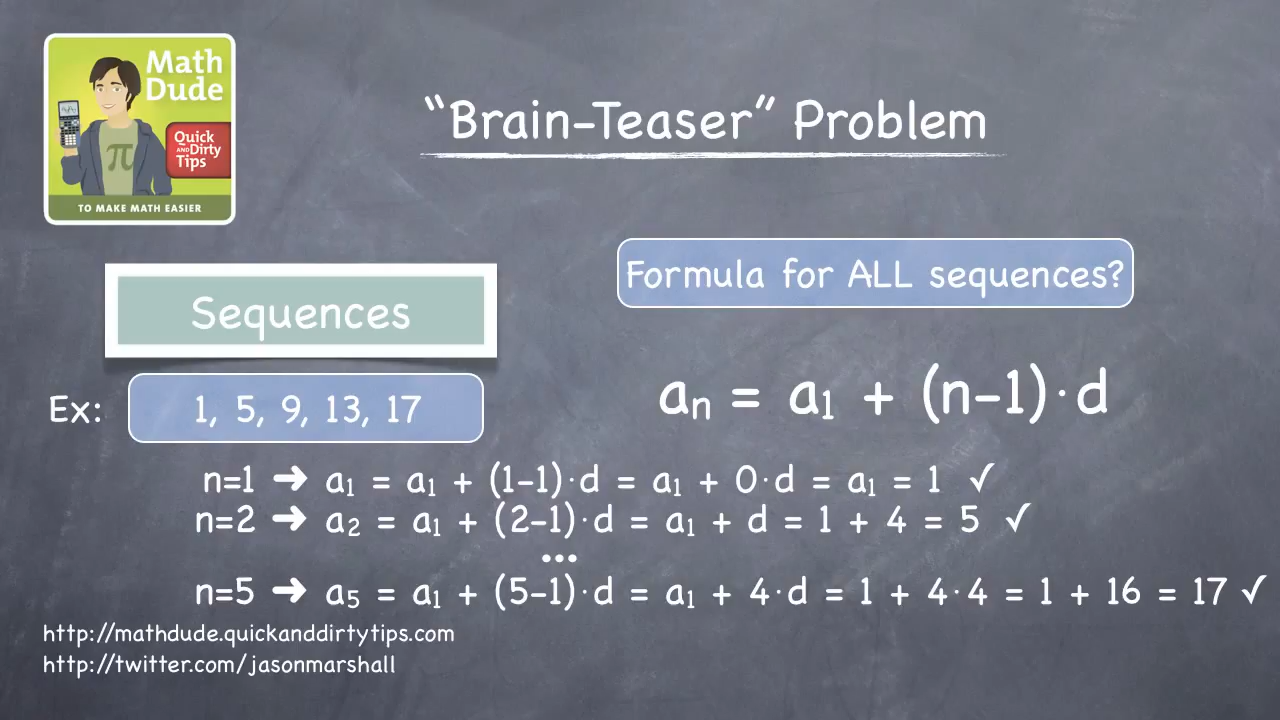 Math
Dude
Quick
AND Dirty
Tips
π
TO MAKE MATH EASIER
“Brain-Teaser” Problem
Formula for ALL sequences?
Sequences
aₙ = a₁ + (n-1)·d
Ex: 1, 5, 9, 13, 17
n=1 ➜ a₁ = a₁ + (1-1)·d = a₁ + 0·d = a₁ = 1 ✓
n=2 ➜ a₂ = a₁ + (2-1)·d = a₁ + d = 1 + 4 = 5 ✓
...
n=5 ➜ a₅ = a₁ + (5-1)·d = a₁ + 4·d = 1 + 4·4 = 1 + 16 = 17 ✓
http://mathdude.quickanddirtytips.com
http://twitter.com/jasonmarshall